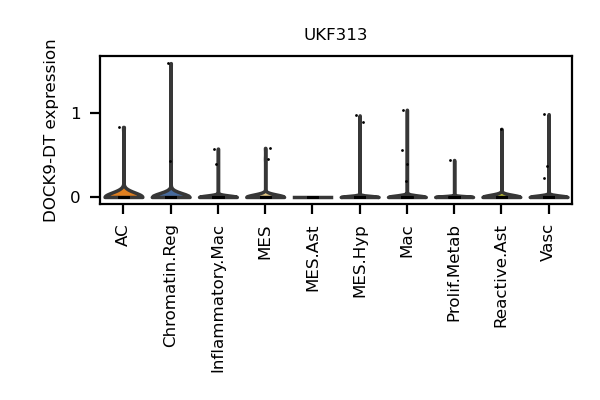 UKF313
DOCK9-DT expression
1
0
AC
Chromatin.Reg
Inflammatory.Mac
MES
MES.Ast
MES.Hyp
Mac
Prolif.Metab
Reactive.Ast
Vasc